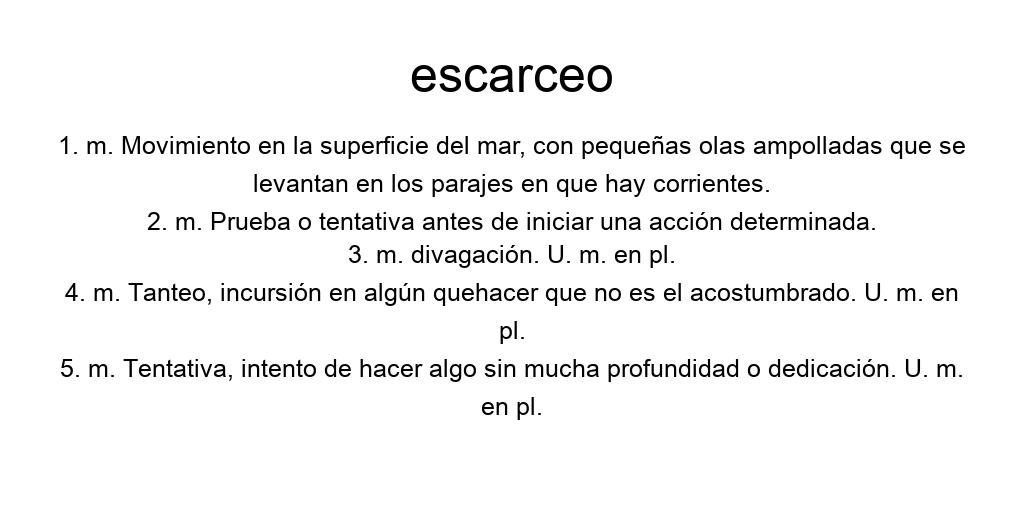 escarceo
1. m. Movimiento en la superficie del mar, con pequeñas olas ampolladas que se
levantan en los parajes en que hay corrientes.
2. m. Prueba o tentativa antes de iniciar una acción determinada.
3. m. divagación. U. m. en pl.
4. m. Tanteo, incursión en algún quehacer que no es el acostumbrado. U. m. en
pl.
5. m. Tentativa, intento de hacer algo sin mucha profundidad o dedicación. U. m.
en pl.